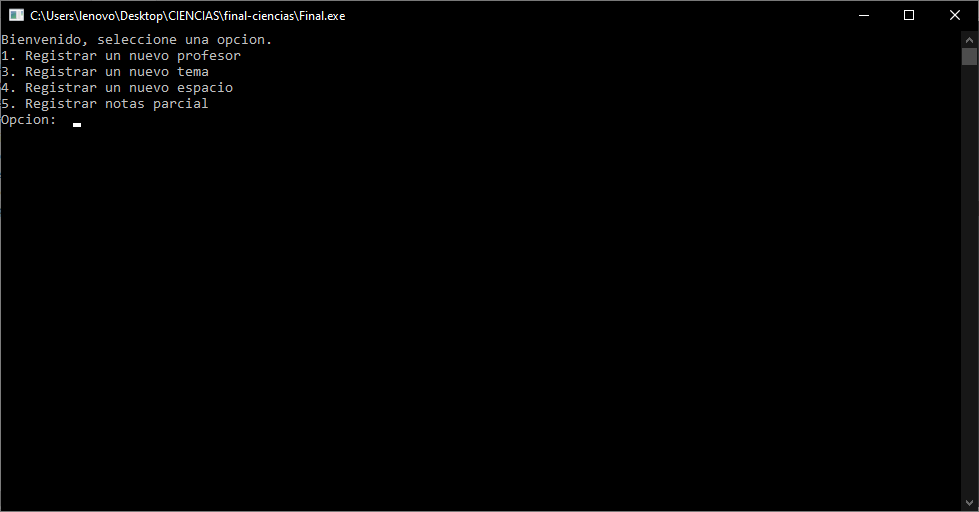 C:\Users\lenovo\Desktop\CIENCIAS\final-ciencias\Final.exe
Bienvenido, seleccione una opcion.
1. Registrar un nuevo profesor
3. Registrar un nuevo tema
4. Registrar un nuevo espacio
5. Registrar notas parcial
Opcion: